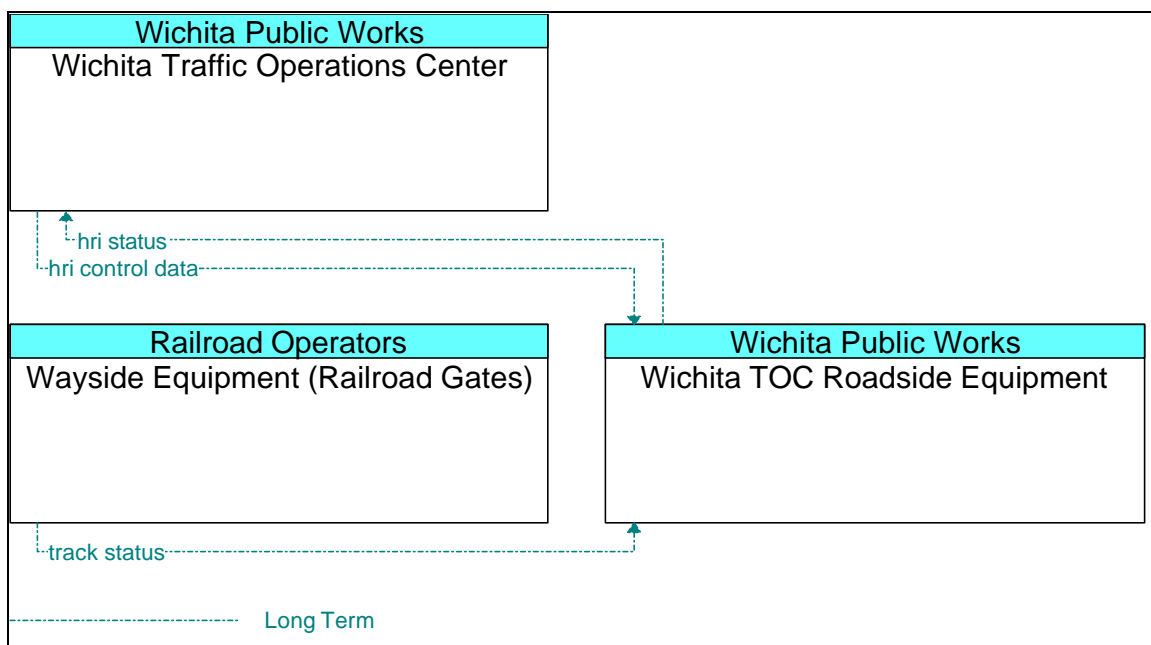 Wichita Public Works
Wichita Traffic Operations Center
hri status
hri control data
Railroad Operators
Wayside Equipment (Railroad Gates)
Wichita Public Works
Wichita TOC Roadside Equipment
track status
Long Term